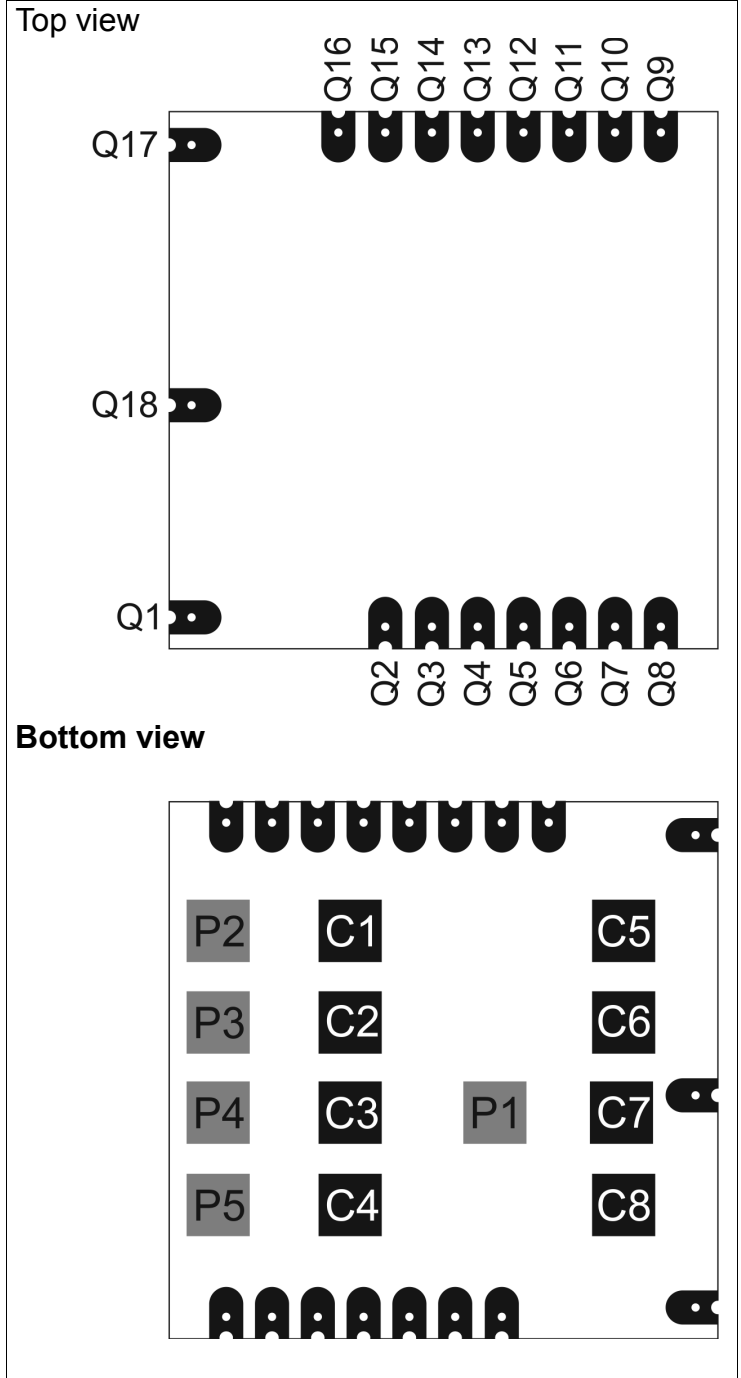 Top view
Q16 Q15 Q14 Q13 Q12 Q11 Q10 Q9
Q17
Q18
Q1
Q2 Q3 Q4 Q5 Q6 Q7 Q8
Bottom view
P2 C1 C5
P3 C2 C6
P4 C3 P1 C7
P5 C4 C8